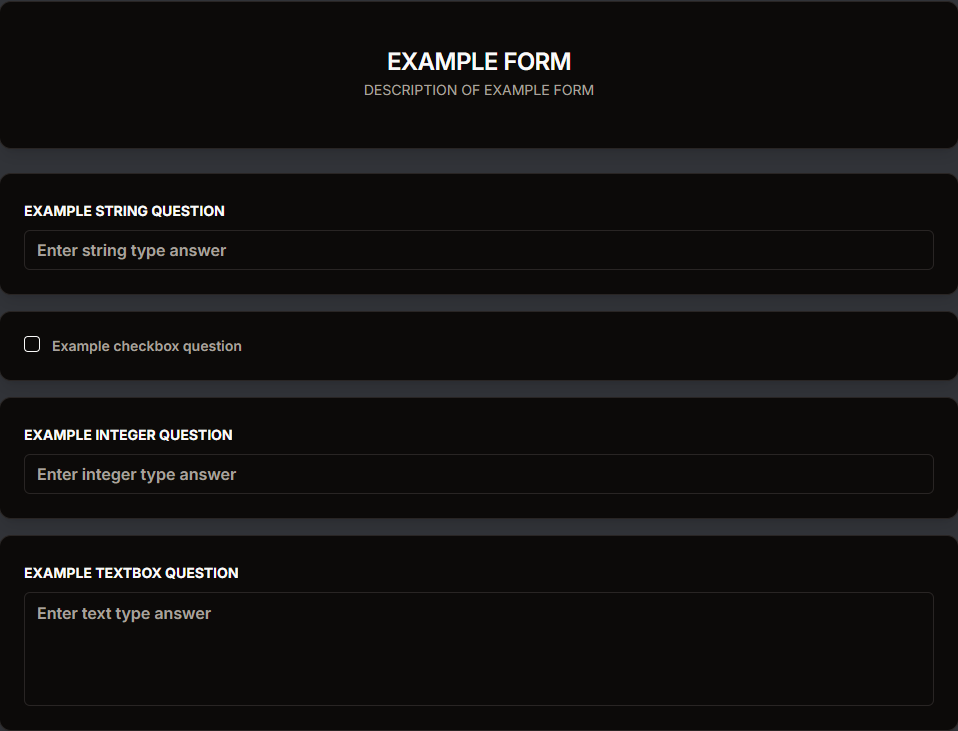 EXAMPLE FORM
DESCRIPTION OF EXAMPLE FORM
EXAMPLE STRING QUESTION
Enter string type answer
Example checkbox question
EXAMPLE INTEGER QUESTION
Enter integer type answer
EXAMPLE TEXTBOX QUESTION
Enter text type answer